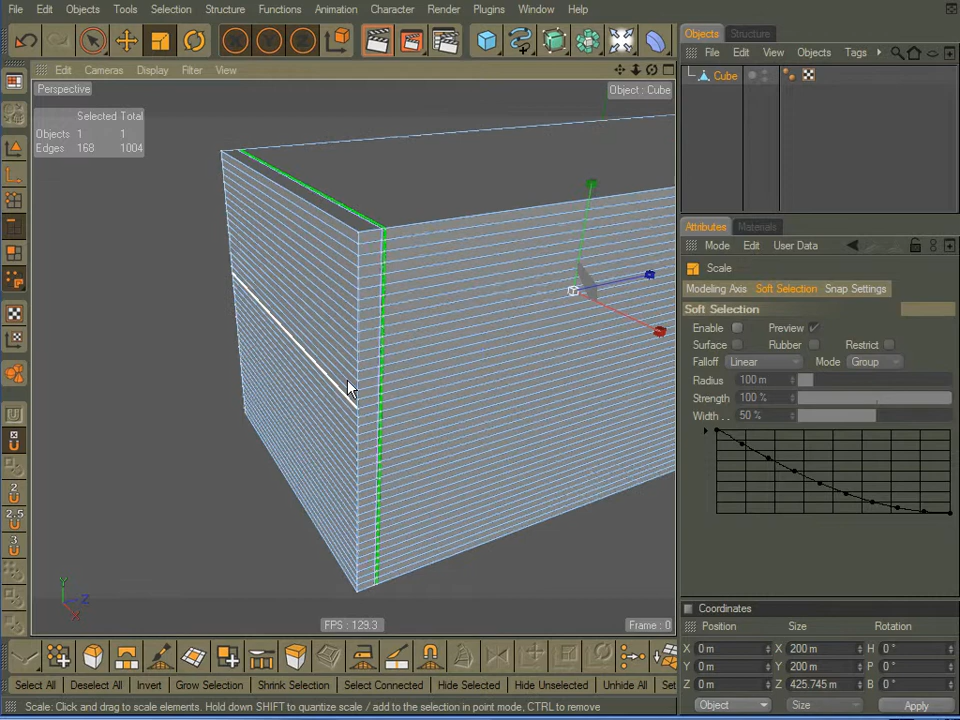 File Edit Objects Tools Selection Structure Functions Animation Character Render Plugins Window Help
Objects Structure
File Edit View Objects Tags
Edit Cameras Display Filter View
Cube
Perspective
Object : Cube
Selected Total
Objects 1 1
Edges 168 1004
Attributes Materials
Mode Edit User Data
Scale
Modeling Axis Soft Selection Snap Settings
Soft Selection
Enable Preview
Surface Rubber Restrict
Falloff Linear Mode Group
Radius 100 m
Strength 100 %
Width . . 50 %
Y
Z
X
FPS : 129.3
Frame : 0
2
2.5
3
Coordinates
Position Size Rotation
X 0 m X 200 m H 0 °
Y 0 m Y 200 m P 0 °
Z 0 m Z 425.745 m B 0 °
Object Size Apply
Select All Deselect All Invert Grow Selection Shrink Selection Select Connected Hide Selected Hide Unselected Unhide All Se
Scale: Click and drag to scale elements. Hold down SHIFT to quantize scale / add to the selection in point mode, CTRL to remove